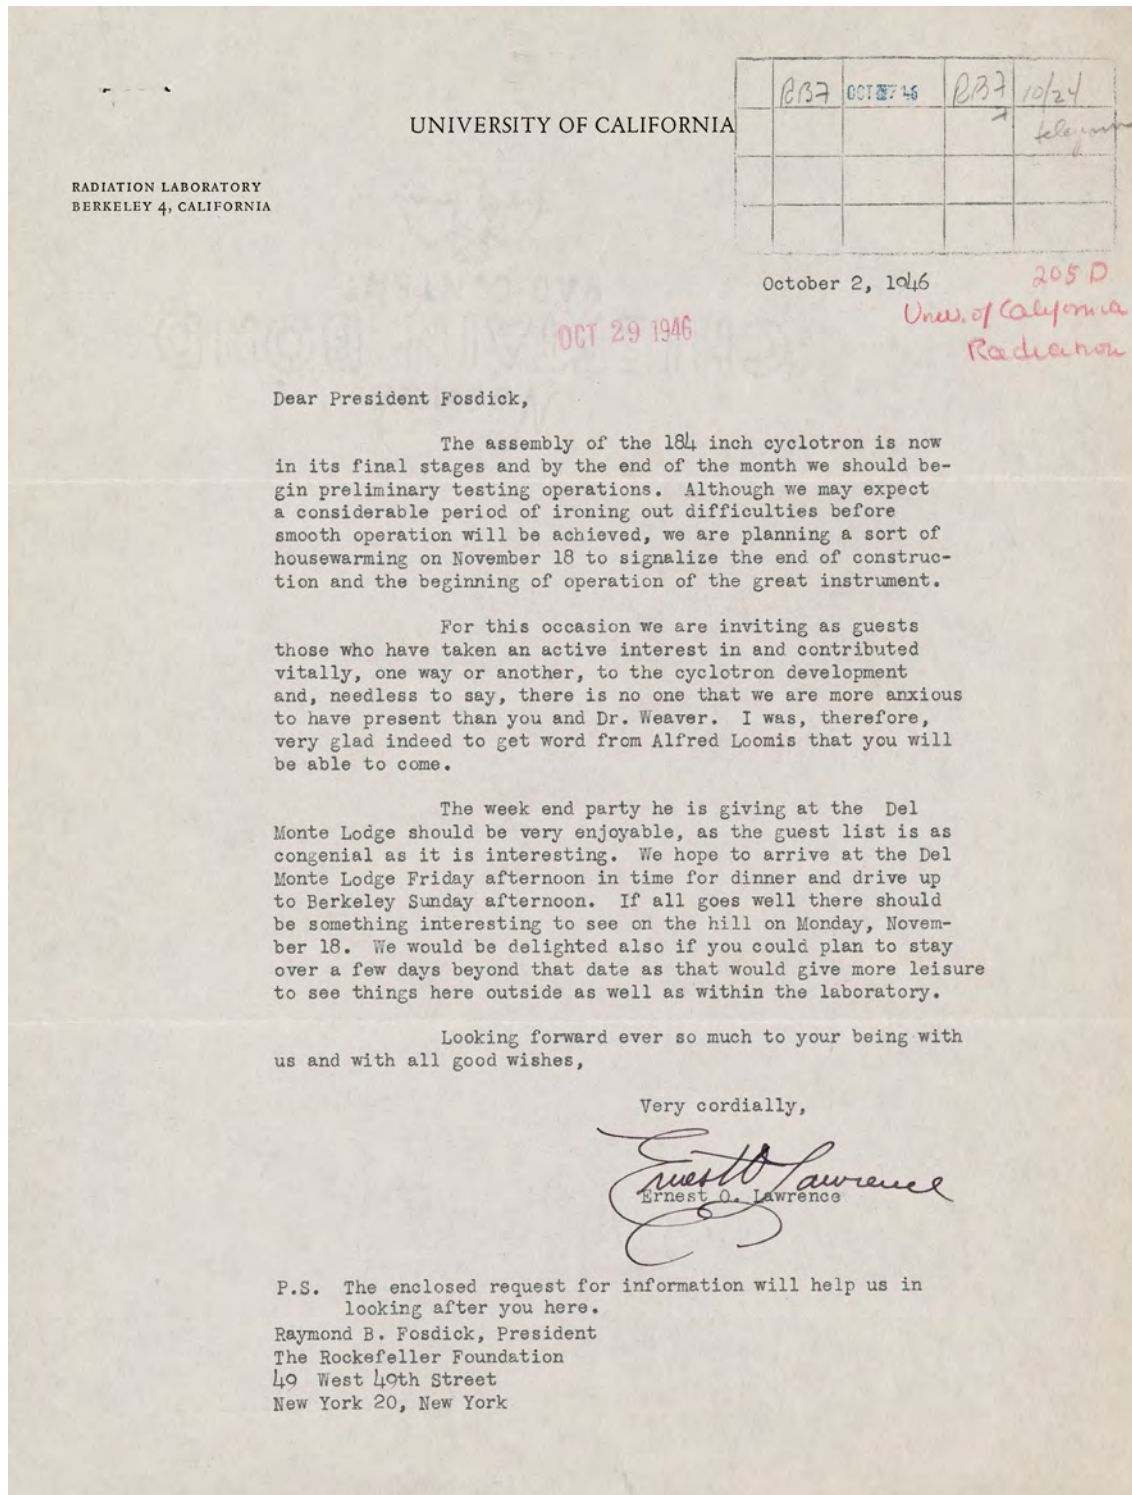 RBF OCT 46 RBF 10/24
telegram
UNIVERSITY OF CALIFORNIA
RADIATION LABORATORY
BERKELEY 4, CALIFORNIA
October 2, 1946
205 D
Univ. of California
Radiation
OCT 29 1946
Dear President Fosdick,
The assembly of the 184 inch cyclotron is now
in its final stages and by the end of the month we should be-
gin preliminary testing operations. Although we may expect
a considerable period of ironing out difficulties before
smooth operation will be achieved, we are planning a sort of
housewarming on November 18 to signalize the end of construc-
tion and the beginning of operation of the great instrument.
For this occasion we are inviting as guests
those who have taken an active interest in and contributed
vitally, one way or another, to the cyclotron development
and, needless to say, there is no one that we are more anxious
to have present than you and Dr. Weaver. I was, therefore,
very glad indeed to get word from Alfred Loomis that you will
be able to come.
The week end party he is giving at the Del
Monte Lodge should be very enjoyable, as the guest list is as
congenial as it is interesting. We hope to arrive at the Del
Monte Lodge Friday afternoon in time for dinner and drive up
to Berkeley Sunday afternoon. If all goes well there should
be something interesting to see on the hill on Monday, Novem-
ber 18. We would be delighted also if you could plan to stay
over a few days beyond that date as that would give more leisure
to see things here outside as well as within the laboratory.
Looking forward ever so much to your being with
us and with all good wishes,
Very cordially,
Ernest O. Lawrence
Ernest O. Lawrence
P.S. The enclosed request for information will help us in
looking after you here.
Raymond B. Fosdick, President
The Rockefeller Foundation
49 West 49th Street
New York 20, New York